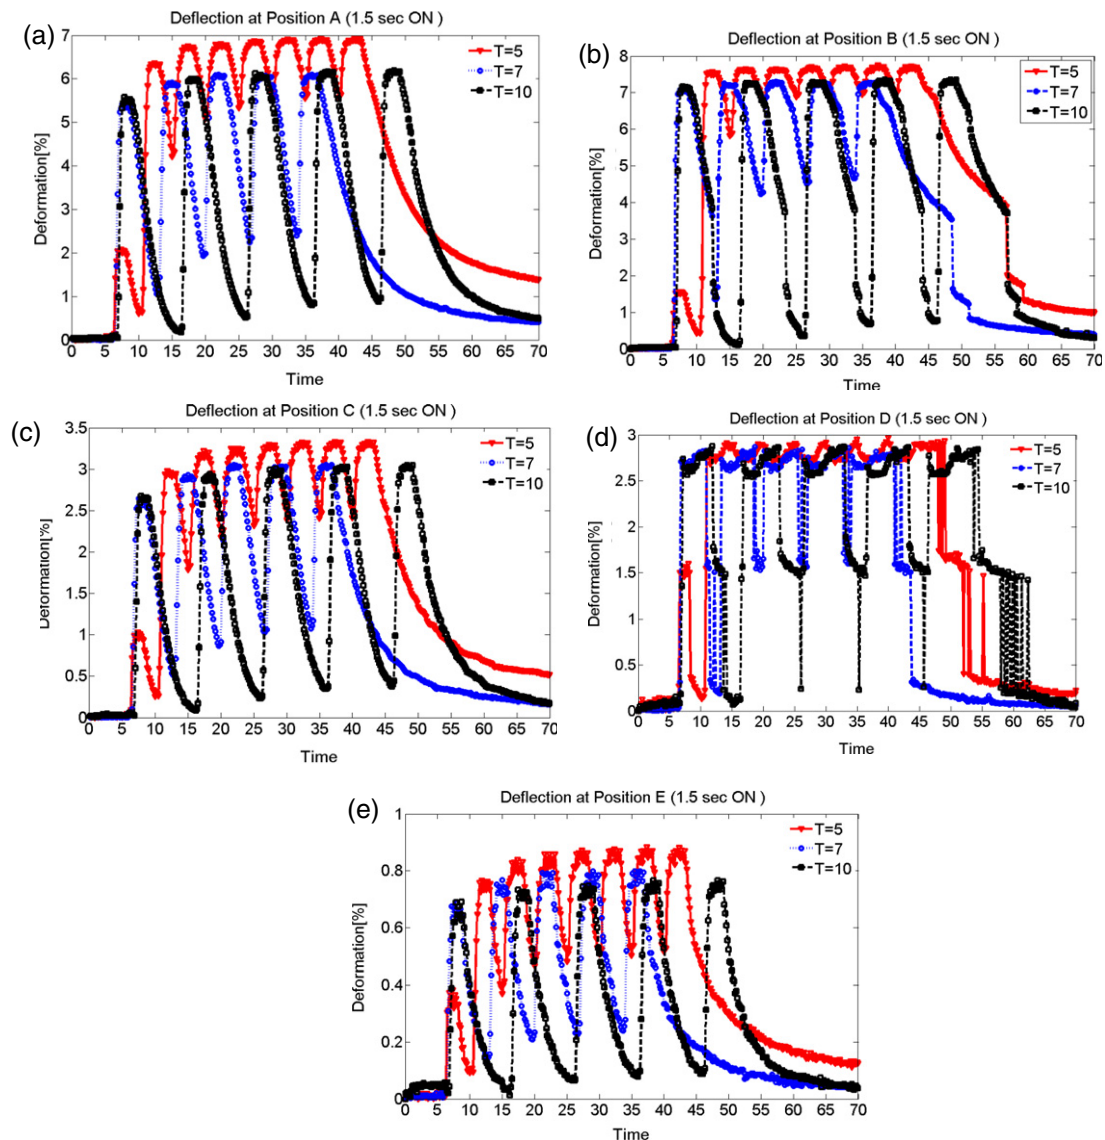 (a)
Deflection at Position A (1.5 sec ON )
7
6
5
4
3
2
1
0
Deformation[%]
T=5
T=7
T=10
0 5 10 15 20 25 30 35 40 45 50 55 60 65 70
Time
(b)
Deflection at Position B (1.5 sec ON )
8
7
6
5
4
3
2
1
0
Deformation[%]
T=5
T=7
T=10
0 5 10 15 20 25 30 35 40 45 50 55 60 65 70
Time
(c)
Deflection at Position C (1.5 sec ON )
3.5
3
2.5
2
1.5
1
0.5
0
Deformation[%]
T=5
T=7
T=10
0 5 10 15 20 25 30 35 40 45 50 55 60 65 70
Time
(d)
Deflection at Position D (1.5 sec ON )
3
2.5
2
1.5
1
0.5
0
Deformation[%]
T=5
T=7
T=10
0 5 10 15 20 25 30 35 40 45 50 55 60 65 70
Time
(e)
Deflection at Position E (1.5 sec ON )
1
0.8
0.6
0.4
0.2
0
Deformation[%]
T=5
T=7
T=10
0 5 10 15 20 25 30 35 40 45 50 55 60 65 70
Time